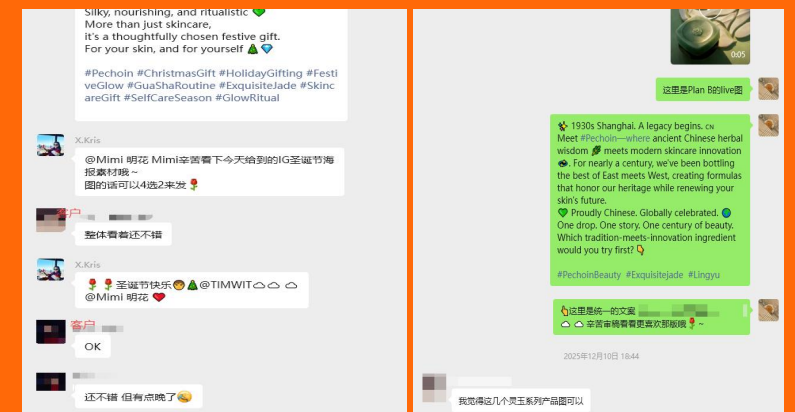 Silky, nourishing, and ritualistic 💚
More than just skincare,
it's a thoughtfully chosen festive gift.
For your skin, and for yourself 🎄💎
#Pechoin #ChristmasGift #HolidayGifting #Festi
veGlow #GuaShaRoutine #ExquisiteJade #Skinc
areGift #SelfCareSeason #GlowRitual
X.Kris
@Mimi 明花 Mimi辛苦看下今天给到的IG圣诞节海
报素材哦~
图的话可以4选2来发🌹
客户
整体看着还不错
X.Kris
🌹🌹圣诞节快乐🧑🎄@TIMWIT
@Mimi 明花 ❤
客户
OK
还不错 但有点晚了
0:05
这里是Plan B的live图
✨ 1930s Shanghai. A legacy begins. CN
Meet #Pechoin—where ancient Chinese herbal
wisdom 🌿 meets modern skincare innovation
. For nearly a century, we've been bottling
the best of East meets West, creating formulas
that honor our heritage while renewing your
skin's future.
💚 Proudly Chinese. Globally celebrated. 🌏
One drop. One story. One century of beauty.
Which tradition-meets-innovation ingredient
would you try first? 👇
#PechoinBeauty #Exquisitejade #Lingyu
👆这里是统一的文案
辛苦审稿看看更喜欢那版哦🌹~
2025年12月10日 18:44
我觉得这几个灵玉系列产品图可以